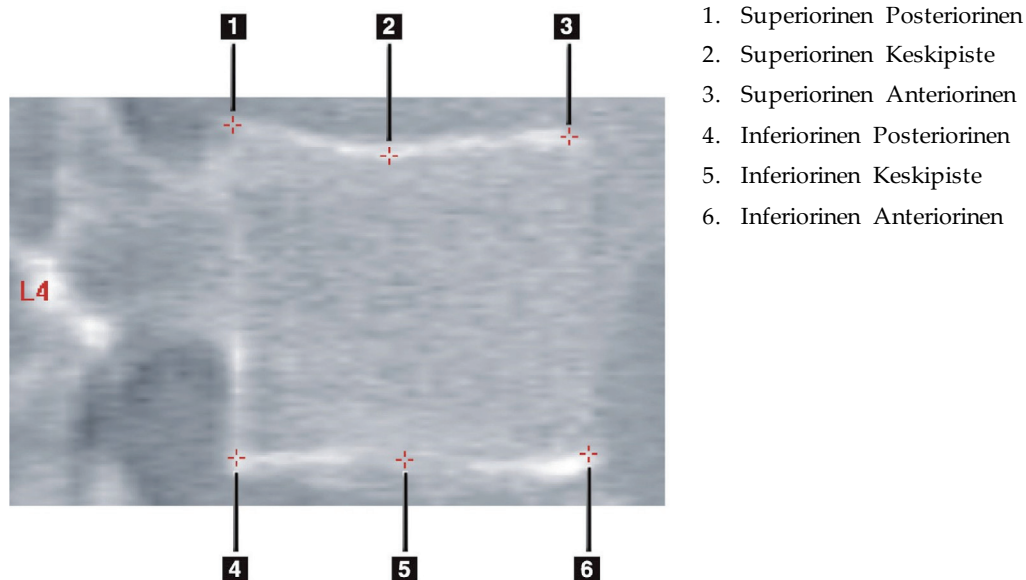 1 2 3
L4
4 5 6
1. Superiorinen Posteriorinen
2. Superiorinen Keskipiste
3. Superiorinen Anteriorinen
4. Inferiorinen Posteriorinen
5. Inferiorinen Keskipiste
6. Inferiorinen Anteriorinen